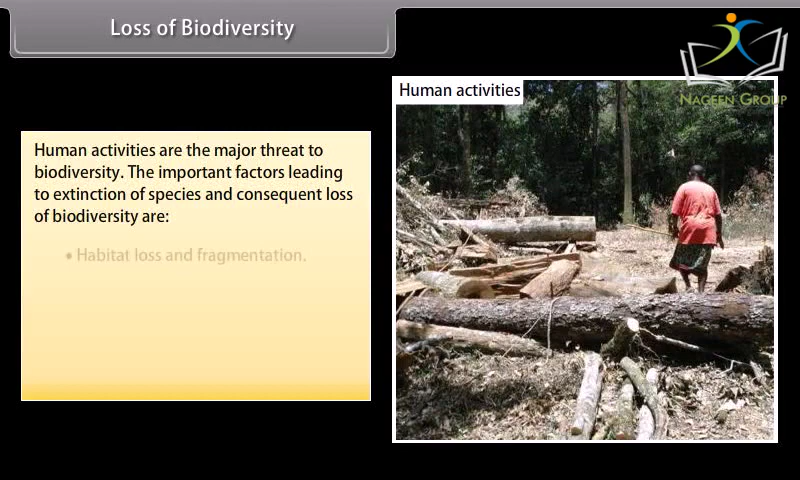 Loss of Biodiversity
NAGEEN GROUP
Human activities
Human activities are the major threat to
biodiversity. The important factors leading
to extinction of species and consequent loss
of biodiversity are:
• Habitat loss and fragmentation.